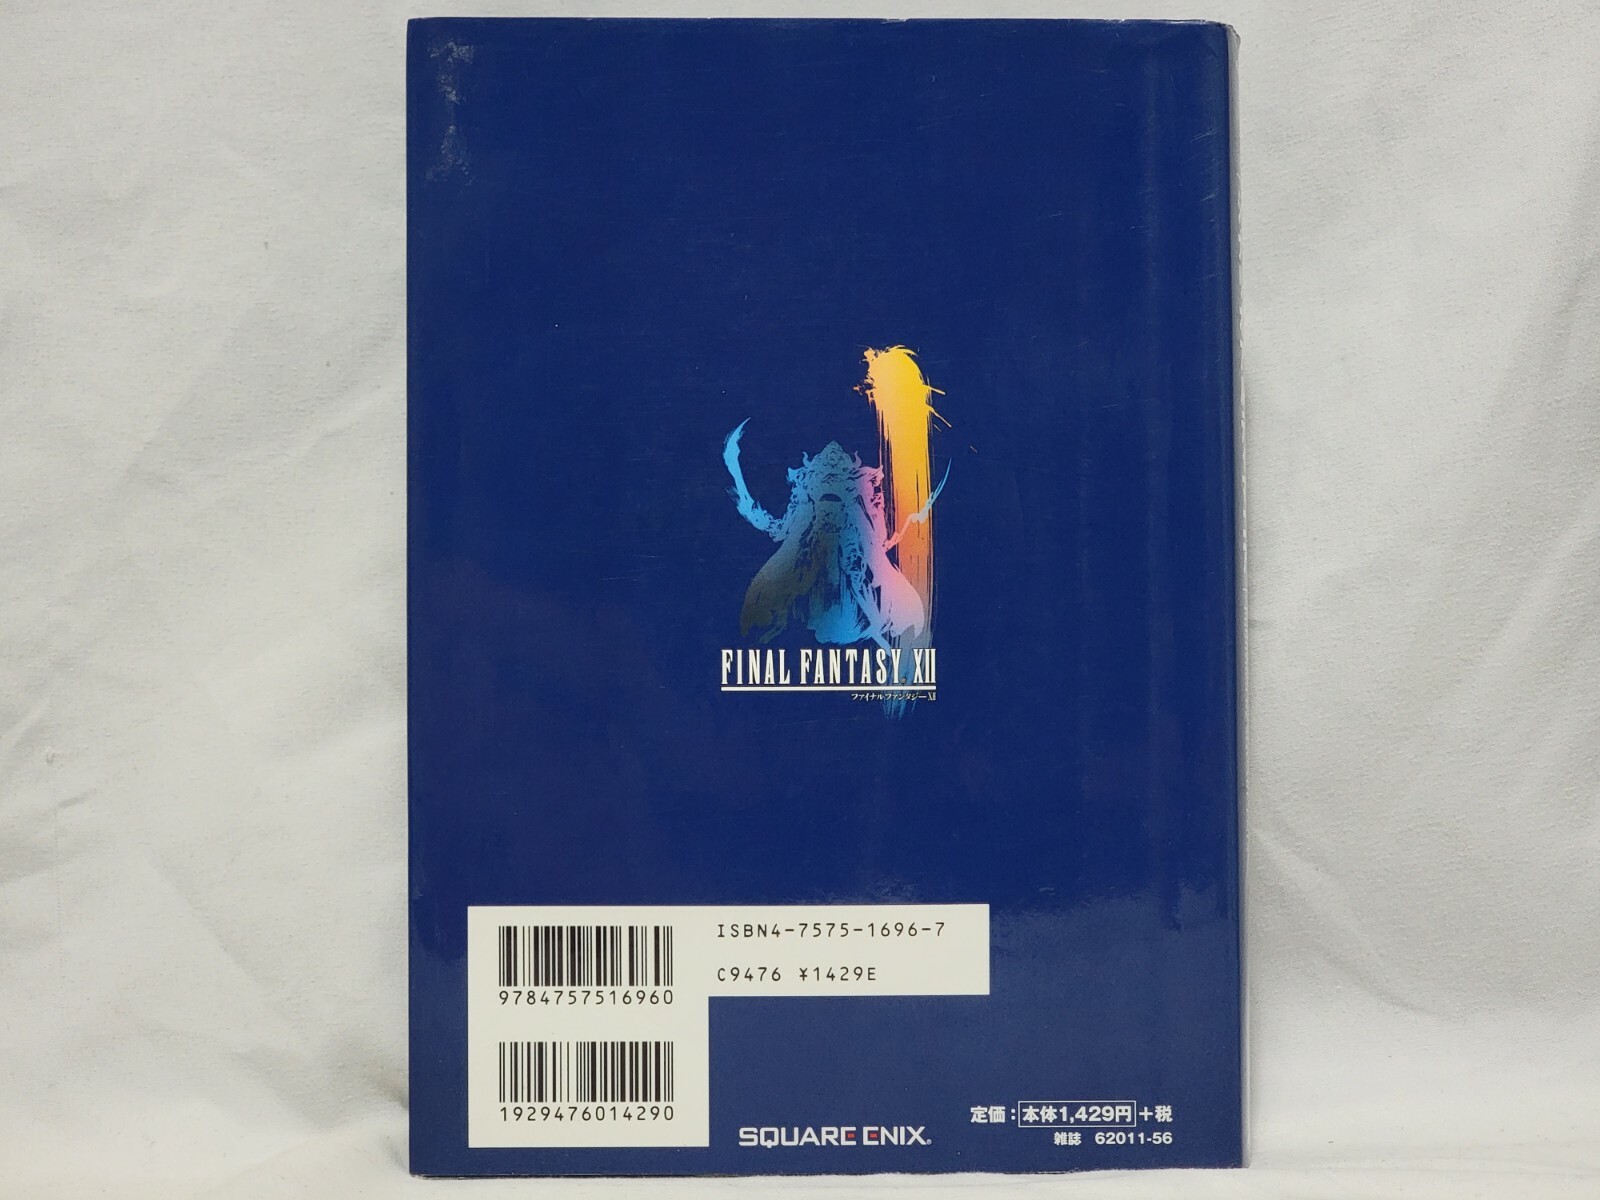 FINAL FANTASY XII
ファイナルファンタジーXII
ISBN4-7575-1696-7
9784757516960
C9476 ¥1429E
1929476014290
SQUARE ENIX®
定価：本体1,429円+税
雑誌 62011-56